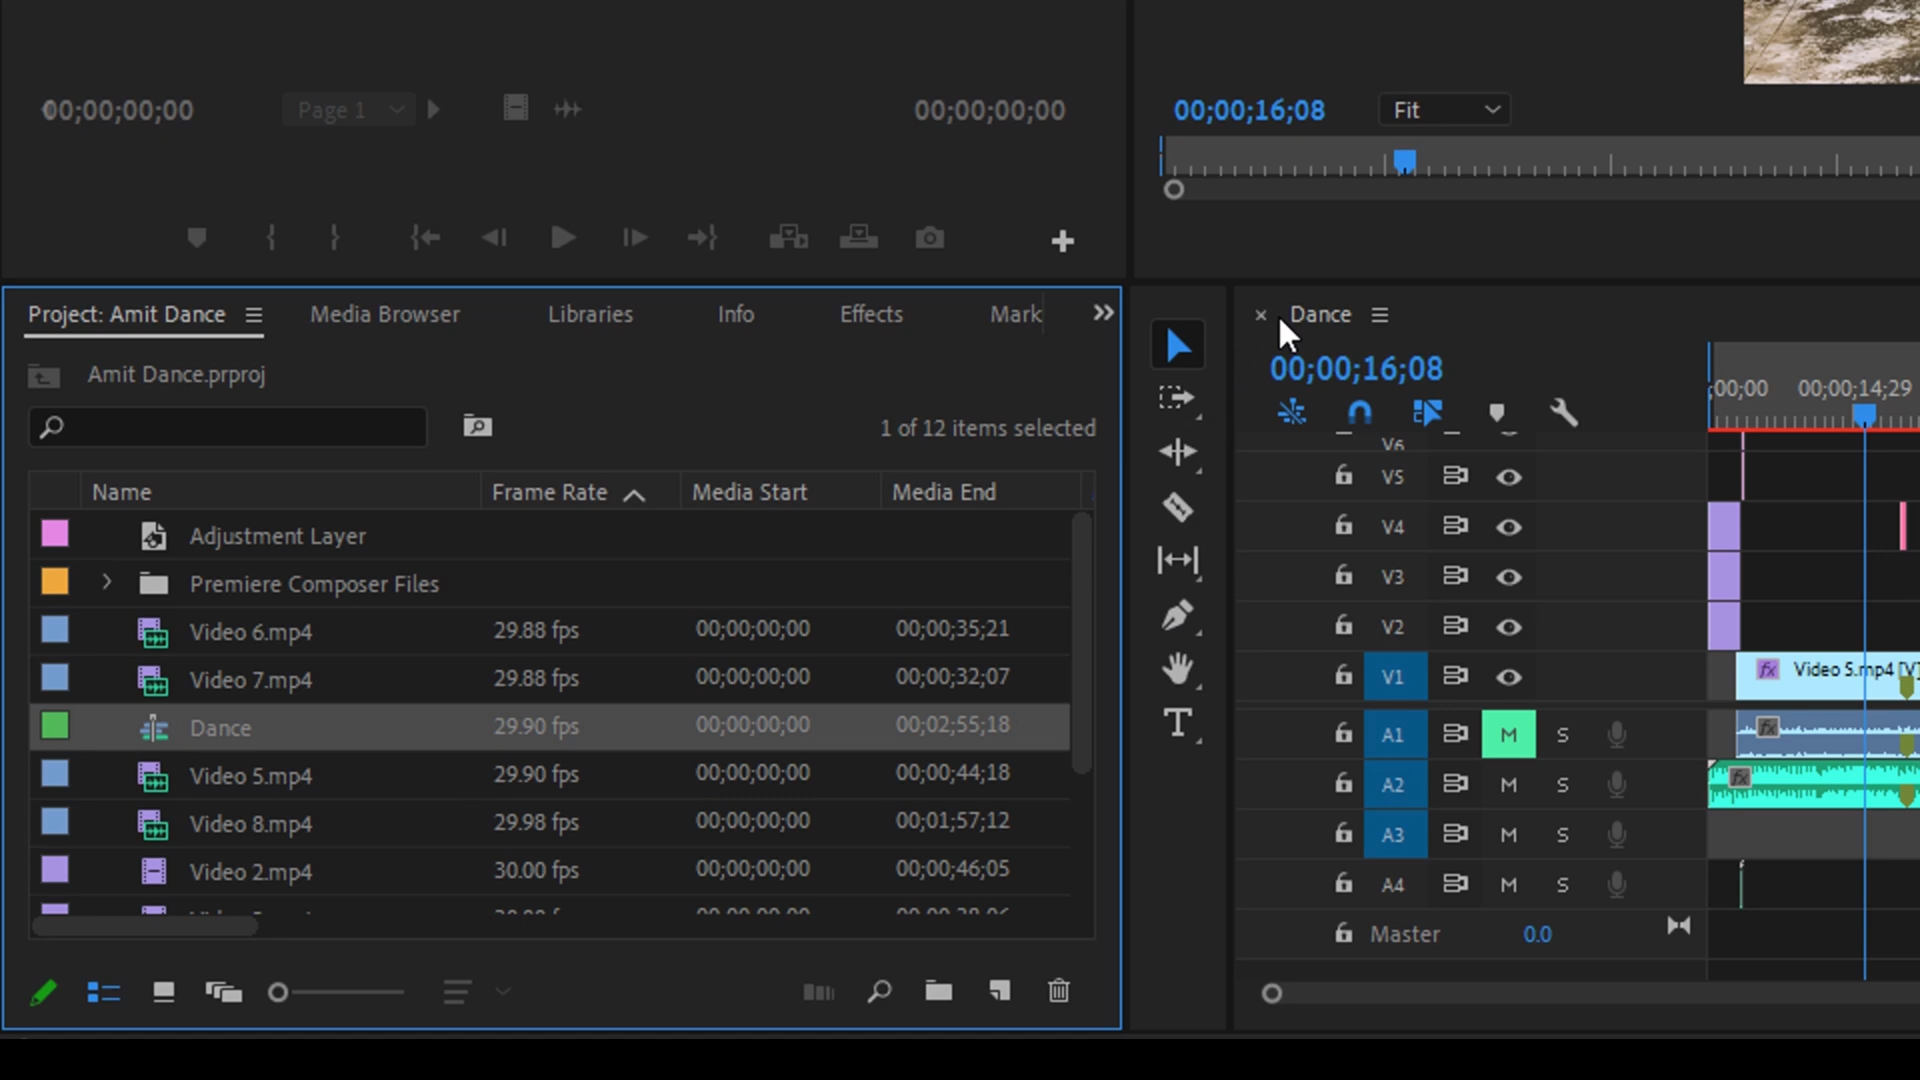 00;00;00;00 Page 1 00;00;00;00
00;00;16;08 Fit
Project: Amit Dance Media Browser Libraries Info Effects Mark
Amit Dance.prproj
1 of 12 items selected
Name Frame Rate Media Start Media End
Adjustment Layer
Premiere Composer Files
Video 6.mp4 29.88 fps 00;00;00;00 00;00;35;21
Video 7.mp4 29.88 fps 00;00;00;00 00;00;32;07
Dance 29.90 fps 00;00;00;00 00;02;55;18
Video 5.mp4 29.90 fps 00;00;00;00 00;00;44;18
Video 8.mp4 29.98 fps 00;00;00;00 00;01;57;12
Video 2.mp4 30.00 fps 00;00;00;00 00;00;46;05
Dance
00;00;16;08
;00;00 00;00;14;29
V6
V5
V4
V3
V2
V1 fx Video 5.mp4 [V]
A1 M S fx
A2 M S fx
A3 M S
A4 M S
Master 0.0
T